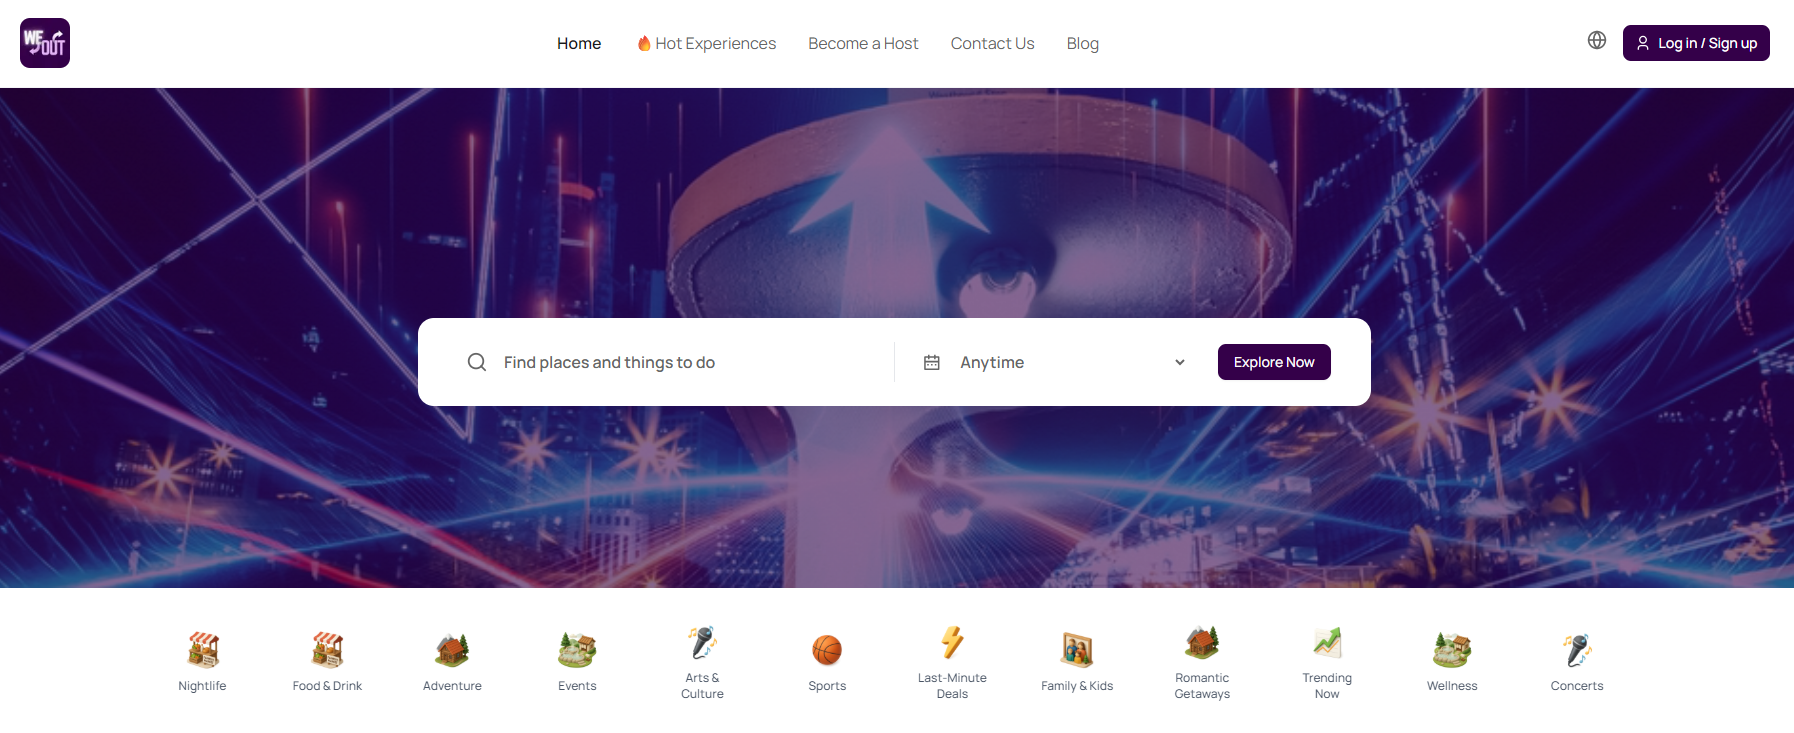 WE
OUT
Home
Hot Experiences
Become a Host
Contact Us
Blog
Log in / Sign up
Find places and things to do
Anytime
Explore Now
Nightlife
Food & Drink
Adventure
Events
Arts &
Culture
Sports
Last-Minute
Deals
Family & Kids
Romantic
Getaways
Trending
Now
Wellness
Concerts